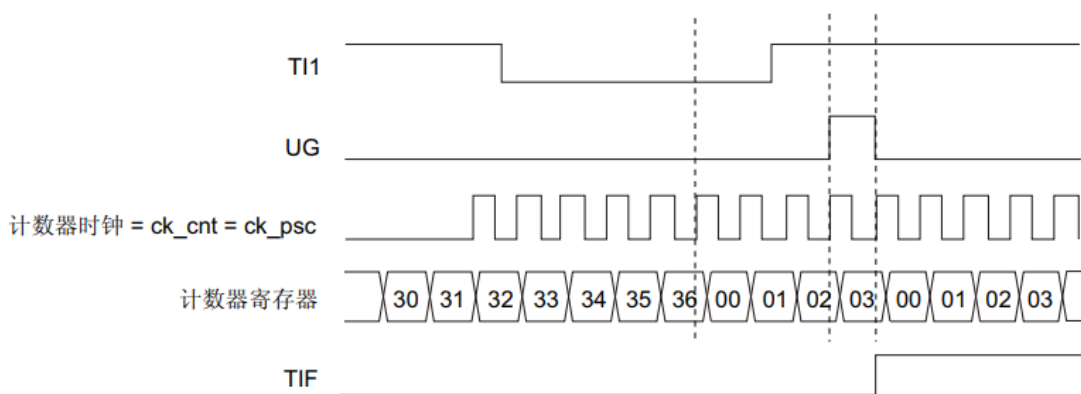 TI1
UG
计数器时钟 = ck_cnt = ck_psc
计数器寄存器 30 31 32 33 34 35 36 00 01 02 03 00 01 02 03
TIF